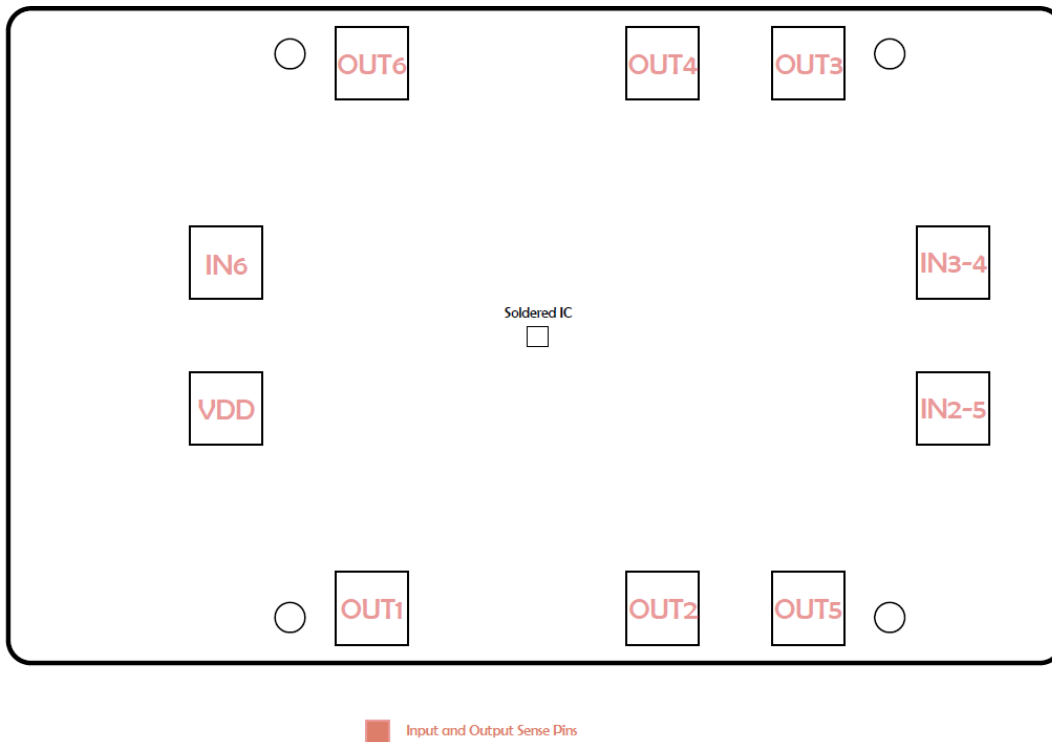 OUT6
OUT4
OUT3
IN6
IN3-4
Soldered IC
VDD
IN2-5
OUT1
OUT2
OUT5
Input and Output Sense Pins